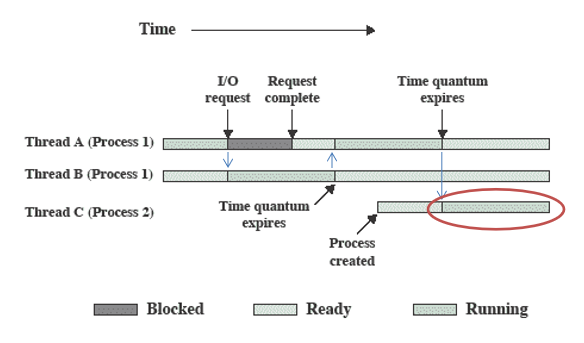 Time
I/O
request
Request
complete
Time quantum
expires
Thread A (Process 1)
Thread B (Process 1)
Thread C (Process 2)
Time quantum
expires
Process
created
Blocked
Ready
Running